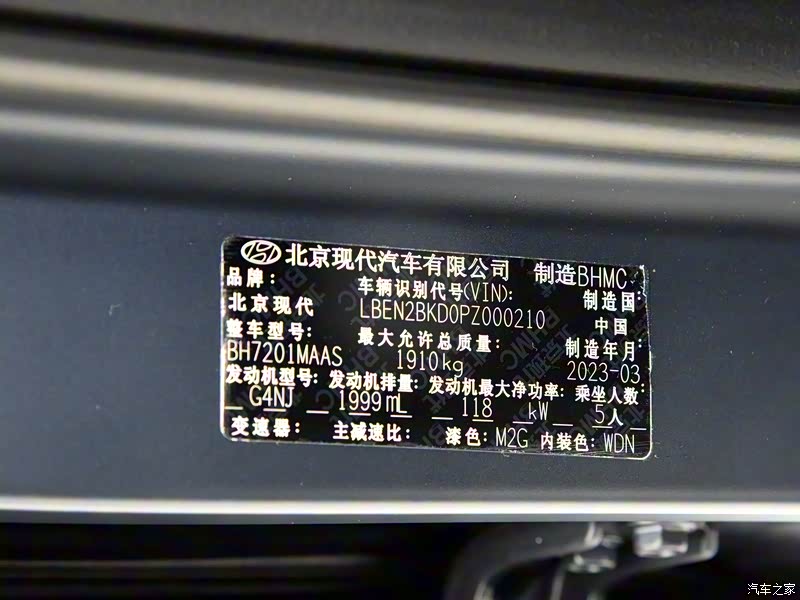 北京现代汽车有限公司 制造BHMC
品牌: 车辆识别代号(VIN): 制造国:
北京现代 LBEN2BKD0PZ000210 中国
整车型号: 最大允许总质量: 制造年月:
BH7201MAAS 1910kg 2023-03
发动机型号: 发动机排量: 发动机最大净功率: 乘坐人数:
G4NJ 1999mL 118 kW 5人
变速器: 主减速比: 漆色: M2G 内装色: WDN
汽车之家